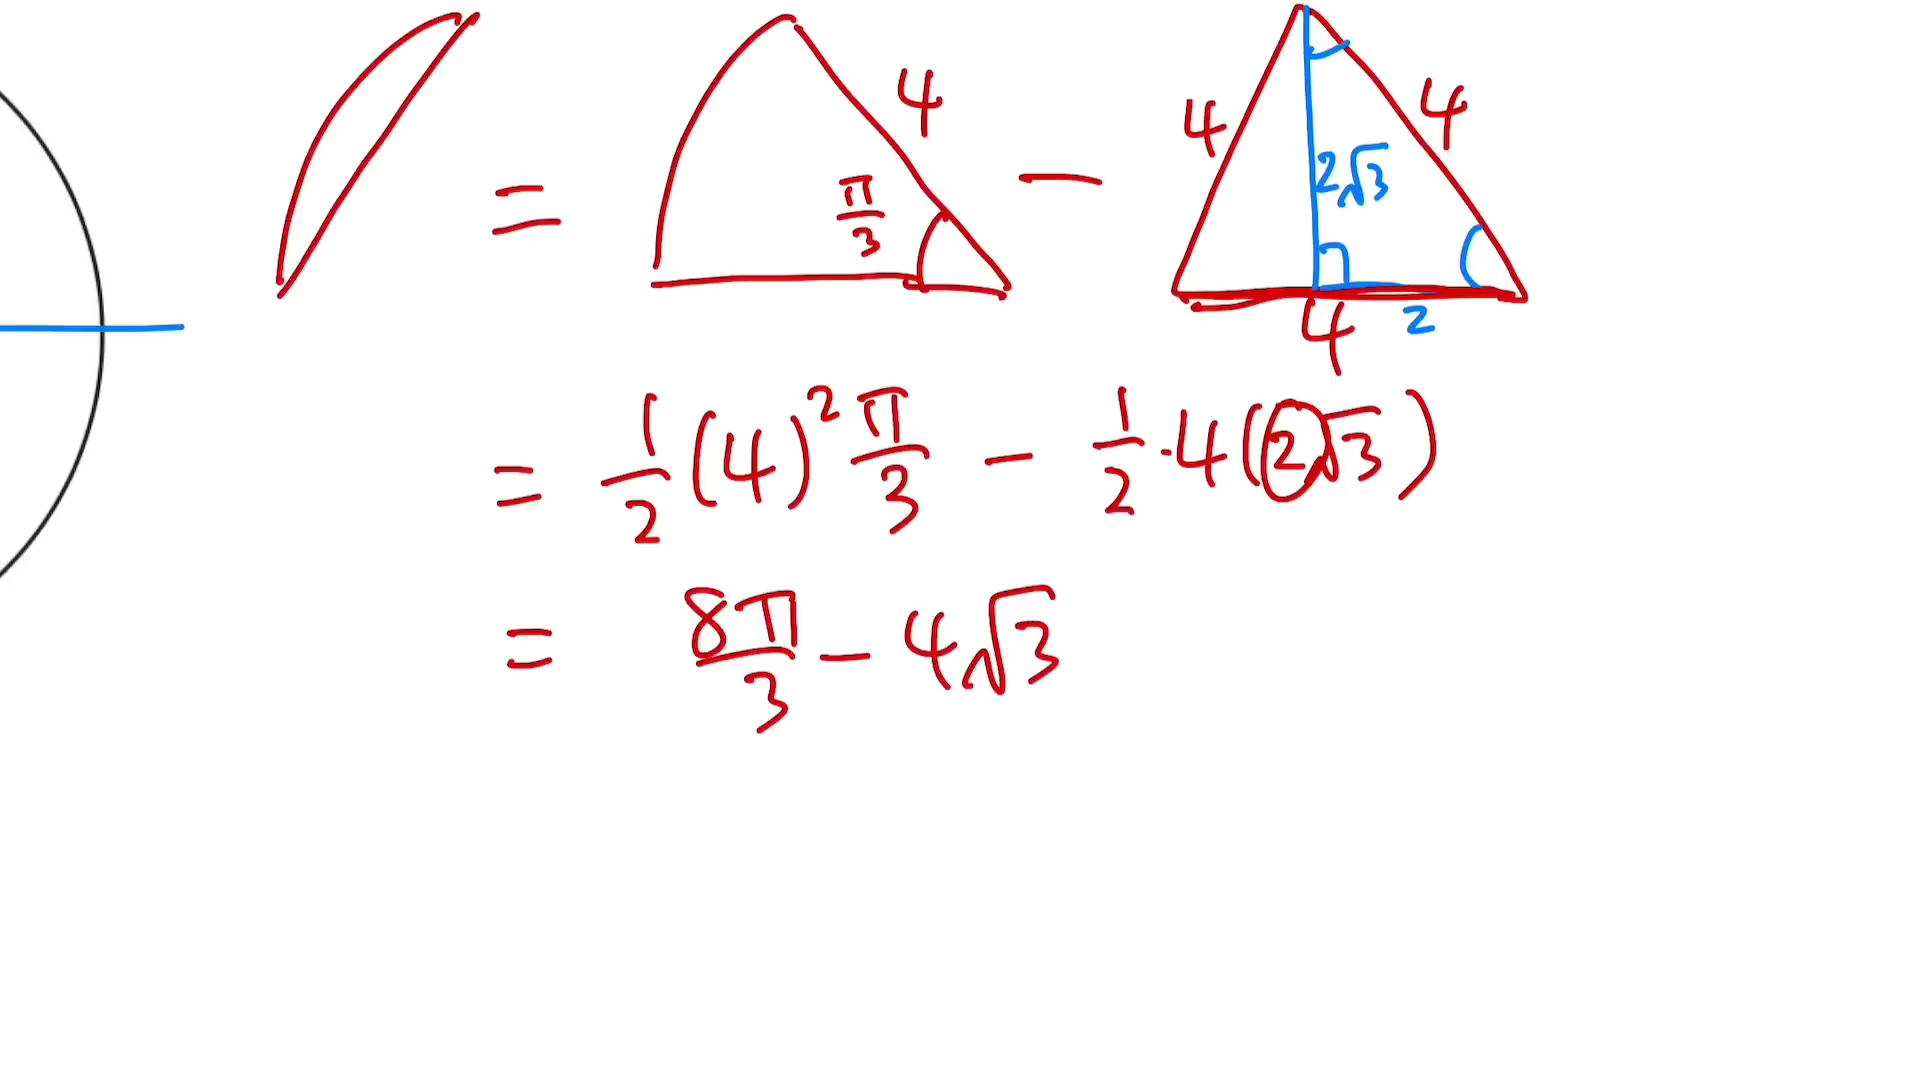 = 4 π/3 − 4 4 2√3 4 2
= 1/2 (4)² π/3 − 1/2 · 4(2√3)
= 8π/3 − 4√3